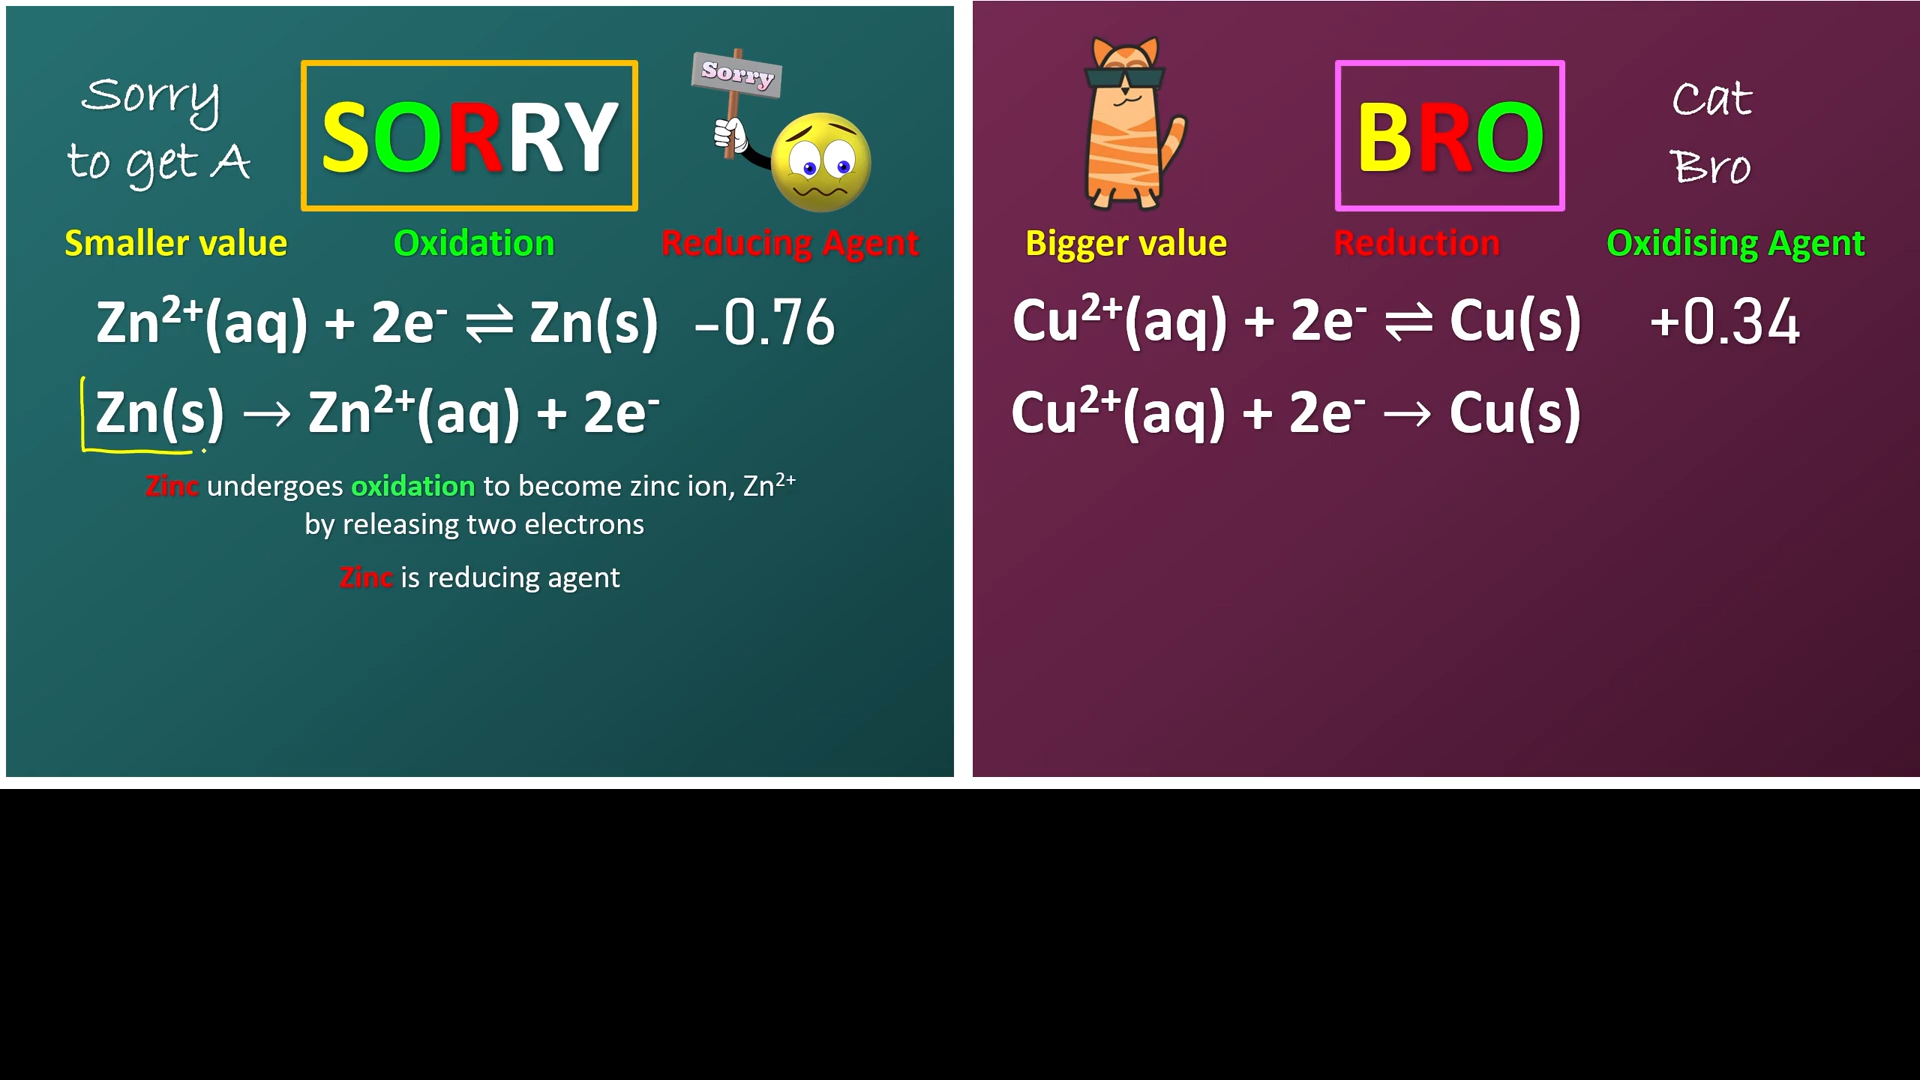 Sorry
to get A
SORRY
Sorry
Smaller value Oxidation Reducing Agent
Zn²⁺(aq) + 2e⁻ ⇌ Zn(s) -0.76
Zn(s) → Zn²⁺(aq) + 2e⁻
Zinc undergoes oxidation to become zinc ion, Zn²⁺
by releasing two electrons
Zinc is reducing agent
BRO
Cat
Bro
Bigger value Reduction Oxidising Agent
Cu²⁺(aq) + 2e⁻ ⇌ Cu(s) +0.34
Cu²⁺(aq) + 2e⁻ → Cu(s)